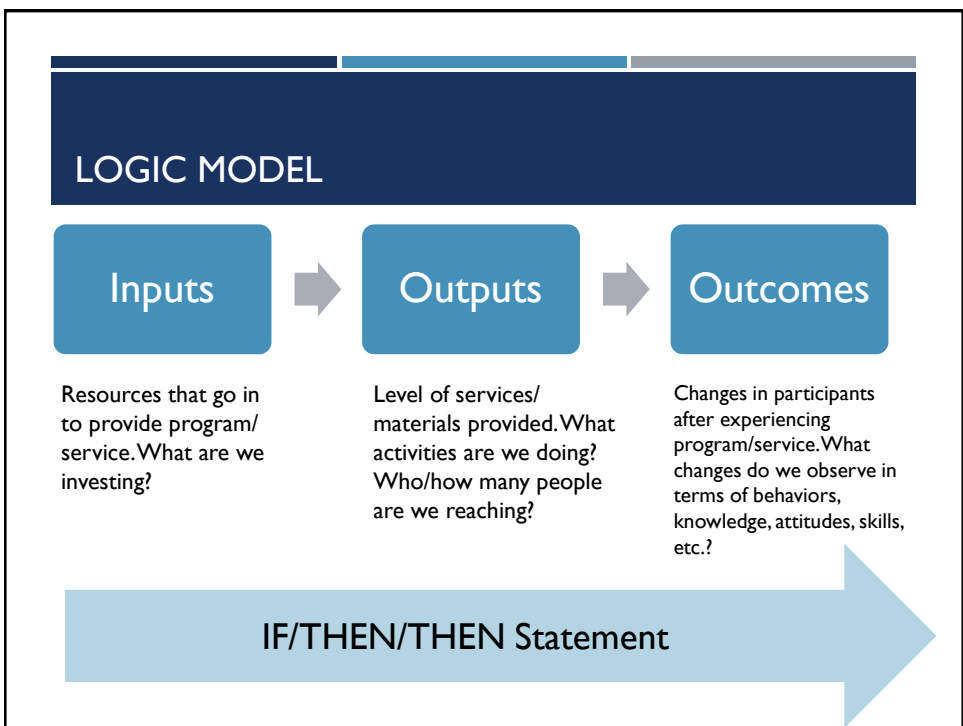 LOGIC MODEL
Inputs
Outputs
Outcomes
Resources that go in
to provide program/
service. What are we
investing?
Level of services/
materials provided. What
activities are we doing?
Who/how many people
are we reaching?
Changes in participants
after experiencing
program/service. What
changes do we observe in
terms of behaviors,
knowledge, attitudes, skills,
etc.?
IF/THEN/THEN Statement